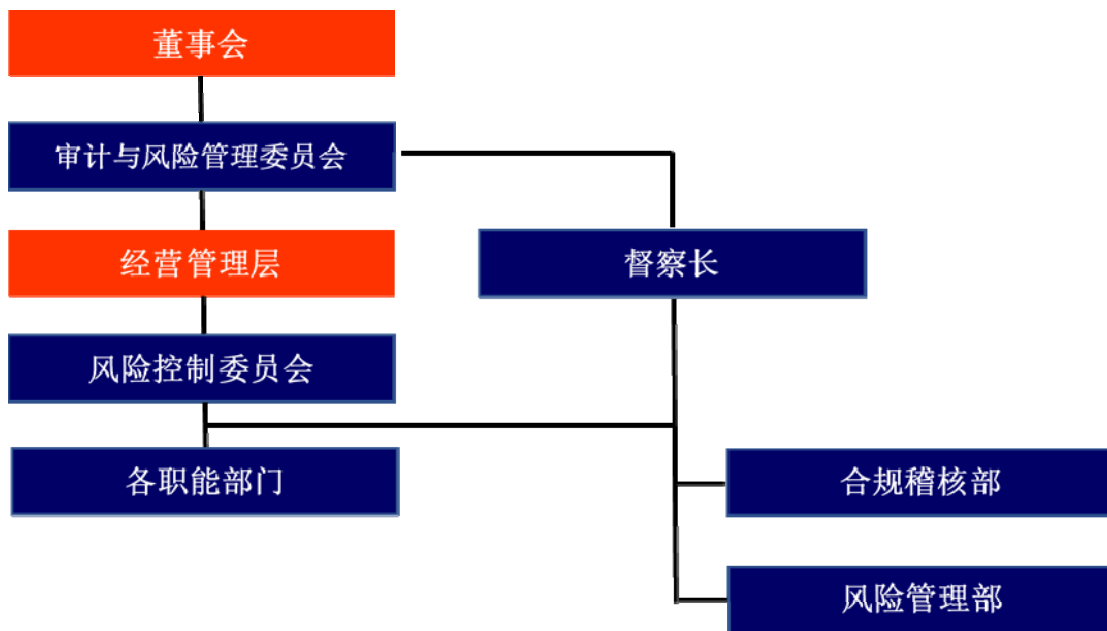 董事会
审计与风险管理委员会
经营管理层
督察长
风险控制委员会
各职能部门
合规稽核部
风险管理部